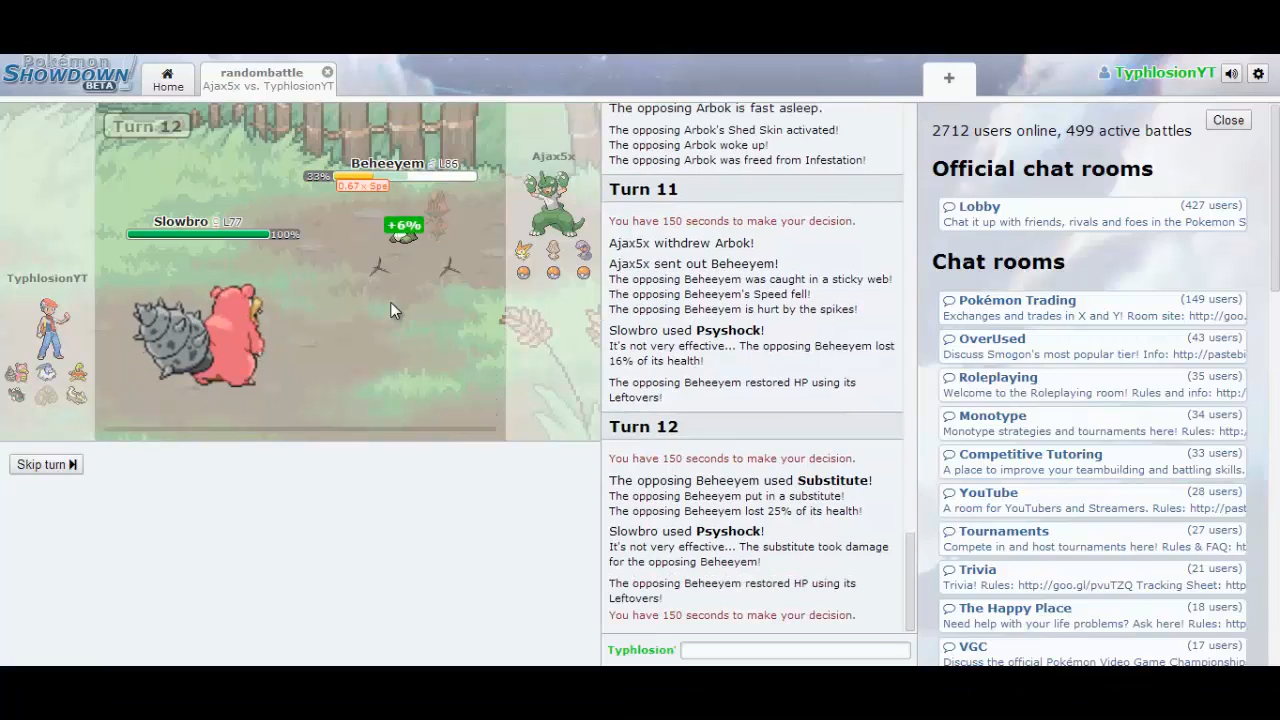 Pokémon
SHOWDOWN
BETA
Home
randombattle
Ajax5x vs. TyphlosionYT
+
TyphlosionYT
Turn 12
Beheeyem L85
33%
0.67× Spe
Slowbro L77
100%
+6%
TyphlosionYT
Ajax5x
Skip turn
The opposing Arbok is fast asleep.
The opposing Arbok's Shed Skin activated!
The opposing Arbok woke up!
The opposing Arbok was freed from Infestation!
Turn 11
You have 150 seconds to make your decision.
Ajax5x withdrew Arbok!
Ajax5x sent out Beheeyem!
The opposing Beheeyem was caught in a sticky web!
The opposing Beheeyem's Speed fell!
The opposing Beheeyem is hurt by the spikes!
Slowbro used Psyshock!
It's not very effective... The opposing Beheeyem lost
16% of its health!
The opposing Beheeyem restored HP using its
Leftovers!
Turn 12
You have 150 seconds to make your decision.
The opposing Beheeyem used Substitute!
The opposing Beheeyem put in a substitute!
The opposing Beheeyem lost 25% of its health!
Slowbro used Psyshock!
It's not very effective... The substitute took damage
for the opposing Beheeyem!
The opposing Beheeyem restored HP using its
Leftovers!
You have 150 seconds to make your decision.
Typhlosion'
Close
2712 users online, 499 active battles
Official chat rooms
Lobby (427 users)
Chat it up with friends, rivals and foes in the Pokemon S
Chat rooms
Pokémon Trading (149 users)
Exchanges and trades in X and Y! Room site: http://goo.
OverUsed (43 users)
Discuss Smogon's most popular tier! Info: http://pastebi
Roleplaying (35 users)
Welcome to the Roleplaying room! Rules and info: http:/
Monotype (34 users)
Monotype strategies and tournaments here! Rules:
Competitive Tutoring (33 users)
A place to improve your teambuilding and battling skills.
YouTube (28 users)
A room for YouTubers and Streamers. Rules: http://past
Tournaments (27 users)
Compete in and host tournaments here! Rules & FAQ: ht
Trivia (21 users)
Trivia! Rules: http://goo.gl/pvuTZQ Tracking Sheet: http
The Happy Place (18 users)
Need help with your life problems? Ask here! Rules: http
VGC (17 users)
Discuss the official Pokémon Video Game Championship